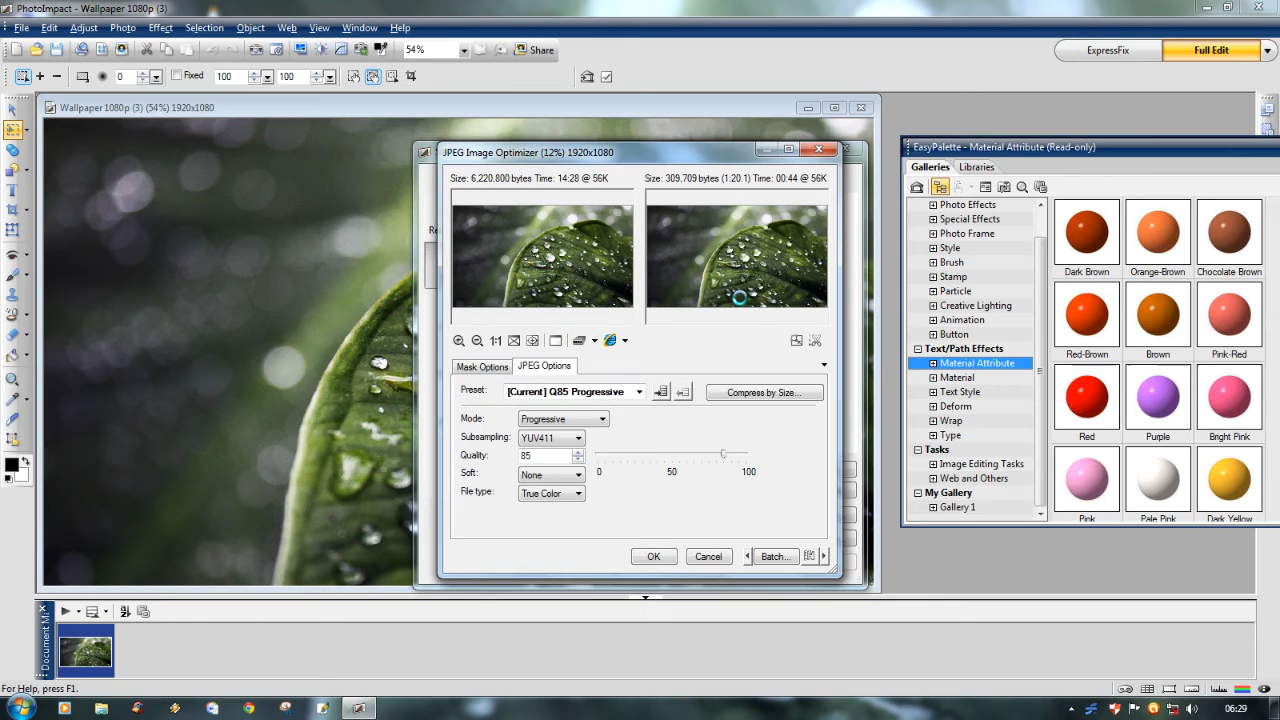 PhotoImpact - Wallpaper 1080p (3)
File Edit Adjust Photo Effect Selection Object Web View Window Help
54% Share ExpressFix Full Edit
0 Fixed 100 100
Wallpaper 1080p (3) (54%) 1920x1080
JPEG Image Optimizer (12%) 1920x1080
Size: 6,220,800 bytes Time: 14:28 @ 56K
Size: 309,709 bytes (1:20.1) Time: 00:44 @ 56K
1:1
Mask Options JPEG Options
Preset: [Current] Q85 Progressive Compress by Size...
Mode: Progressive
Subsampling: YUV411
Quality: 85
0 50 100
Soft: None
File type: True Color
OK Cancel Batch...
EasyPalette - Material Attribute (Read-only)
Galleries Libraries
Photo Effects
Special Effects
Photo Frame
Style
Brush
Stamp
Particle
Creative Lighting
Animation
Button
Text/Path Effects
Material Attribute
Material
Text Style
Deform
Wrap
Type
Tasks
Image Editing Tasks
Web and Others
My Gallery
Gallery 1
Dark Brown Orange-Brown Chocolate Brown
Red-Brown Brown Pink-Red
Red Purple Bright Pink
Pink Pale Pink Dark Yellow
For Help, press F1.
06:29